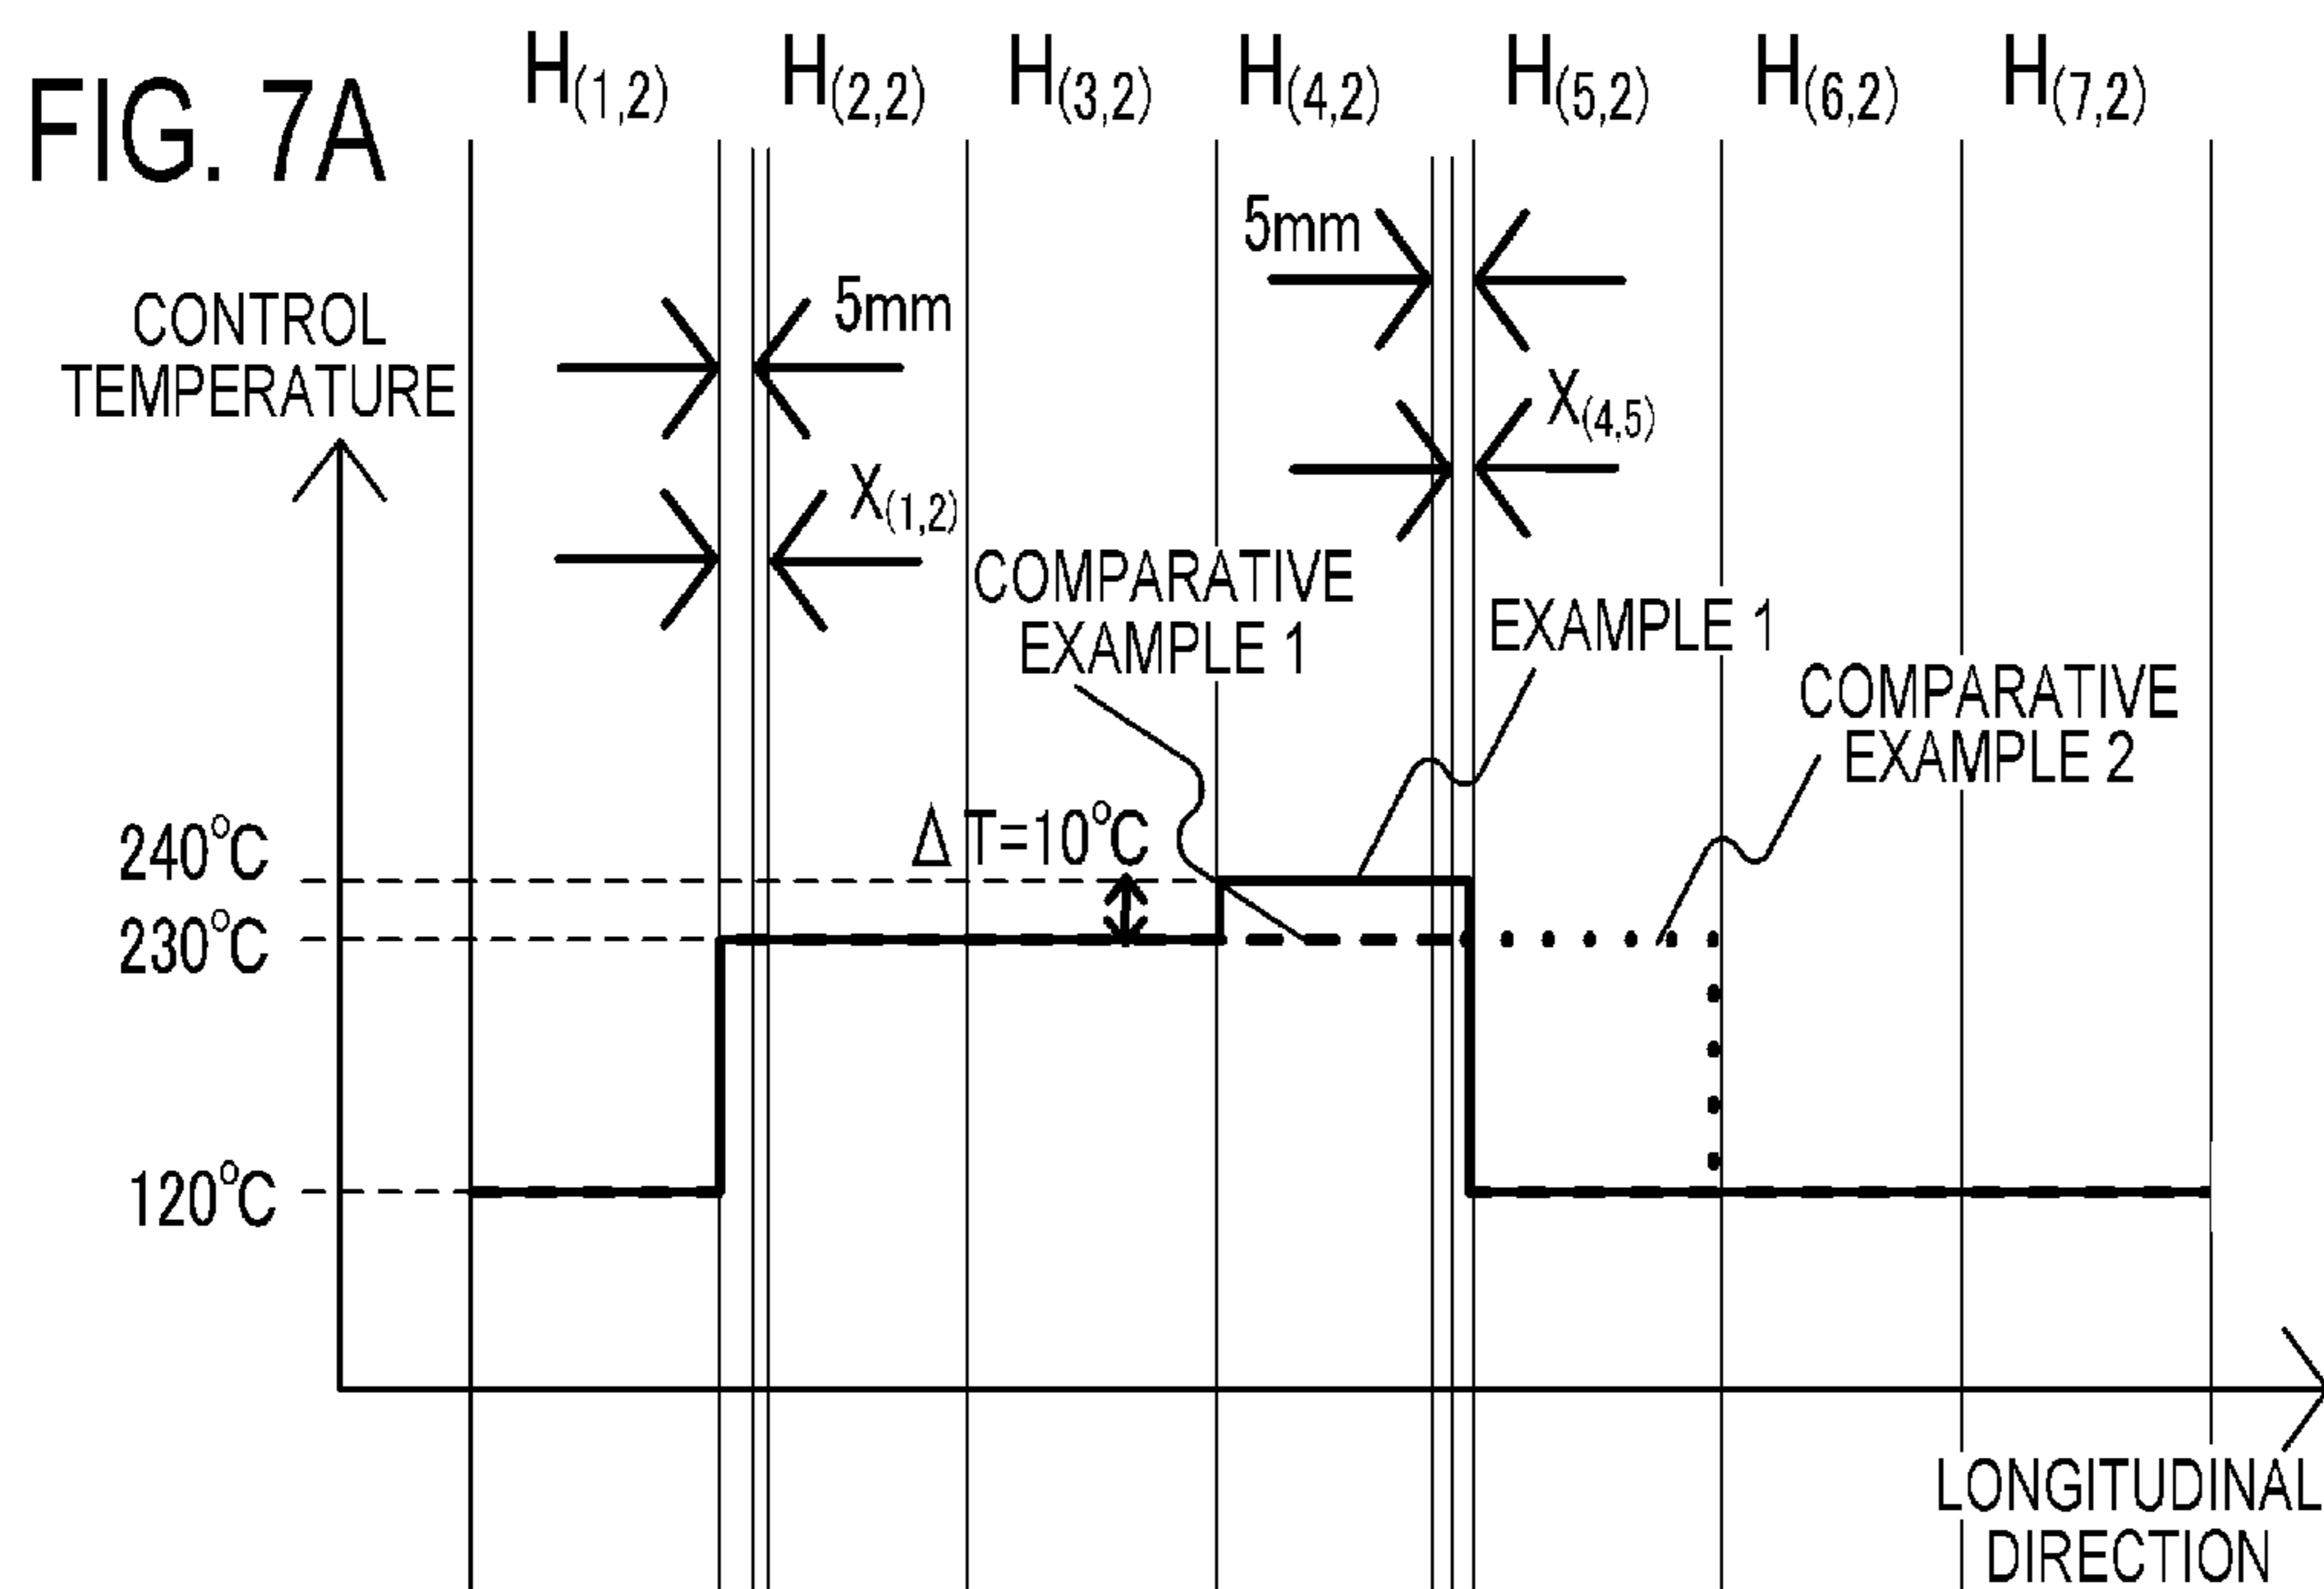 FIG. 7A
H(1,2) H(2,2) H(3,2) H(4,2) H(5,2) H(6,2) H(7,2)
5mm
5mm
CONTROL
TEMPERATURE
X(4,5)
X(1,2)
COMPARATIVE
EXAMPLE 1
EXAMPLE 1
COMPARATIVE
EXAMPLE 2
ΔT=10°C
240°C
230°C
120°C
LONGITUDINAL
DIRECTION